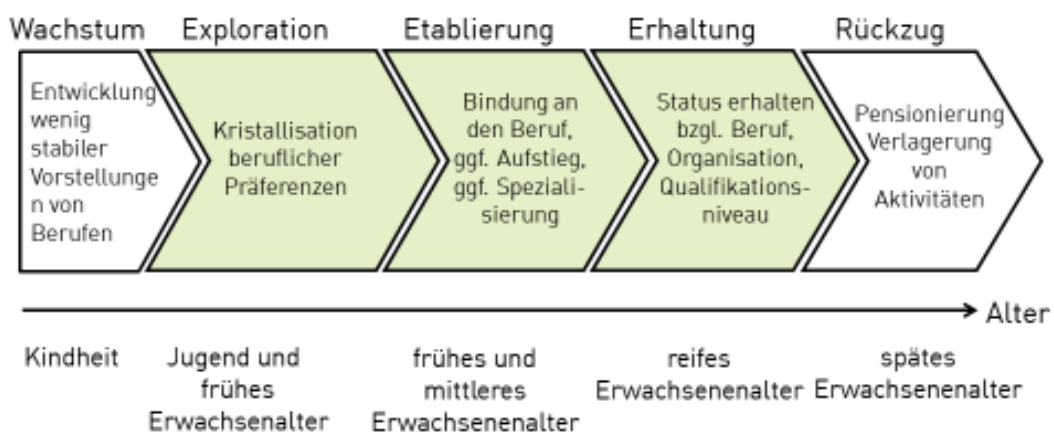 Wachstum
Exploration
Etablierung
Erhaltung
Rückzug
Entwicklung
wenig
stabiler
Vorstellunge
n von
Berufen
Kristallisation
beruflicher
Präferenzen
Bindung an
den Beruf,
ggf. Aufstieg,
ggf. Speziali-
sierung
Status erhalten
bzgl. Beruf,
Organisation,
Qualifikations-
niveau
Pensionierung
Verlagerung
von
Aktivitäten
Alter
Kindheit
Jugend und
frühes
Erwachsenalter
frühes und
mittleres
Erwachsenalter
reifes
Erwachsenenalter
spätes
Erwachsenenalter